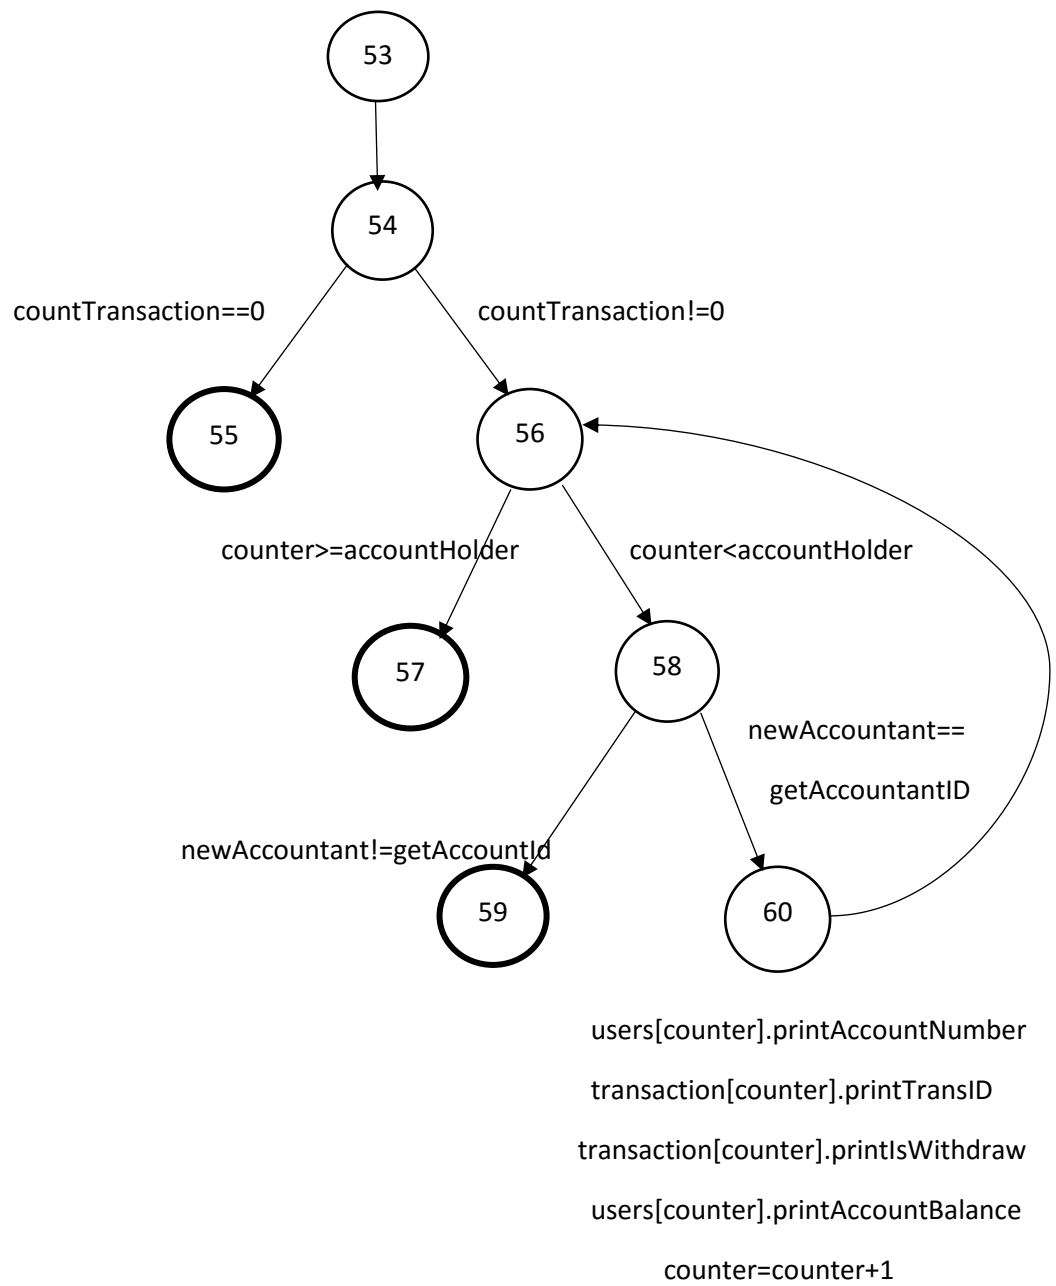 53
54
countTransaction==0
countTransaction!=0
55
56
counter>=accountHolder
counter<accountHolder
57
58
newAccountant==
getAccountantID
newAccountant!=getAccountId
59
60
users[counter].printAccountNumber
transaction[counter].printTransID
transaction[counter].printIsWithdraw
users[counter].printAccountBalance
counter=counter+1